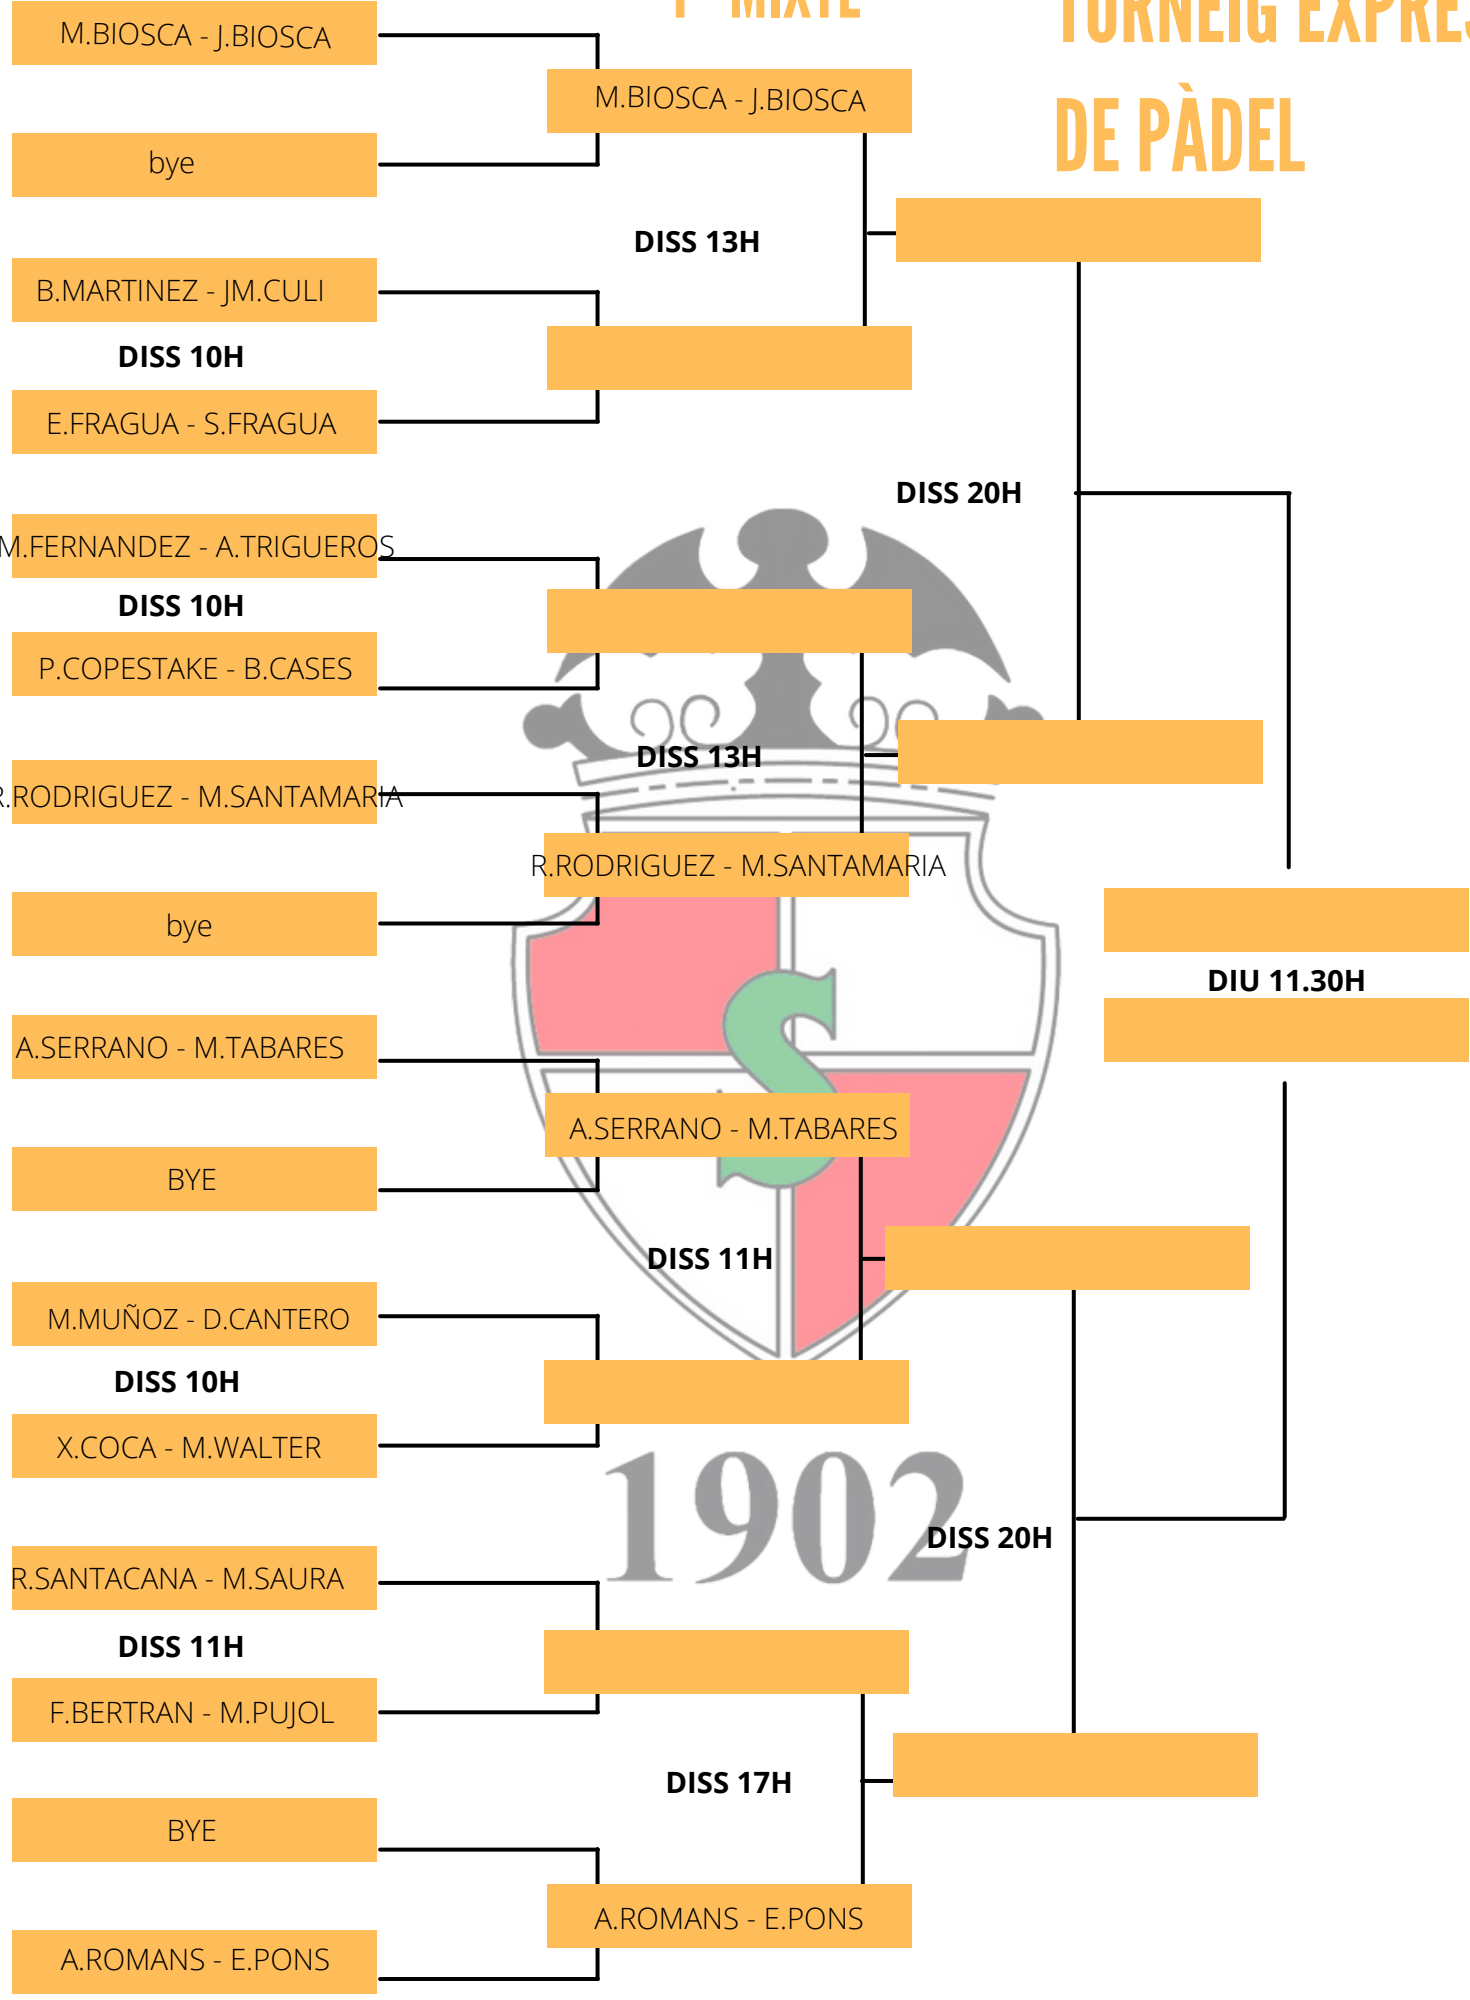 MIXTE
TORNEIG EXPRES
DE PÀDEL
M.BIOSCA - J.BIOSCA
bye
M.BIOSCA - J.BIOSCA
DISS 13H
B.MARTINEZ - JM.CULI
DISS 10H
E.FRAGUA - S.FRAGUA
DISS 20H
M.FERNANDEZ - A.TRIGUEROS
DISS 10H
P.COPESTAKE - B.CASES
DISS 13H
R.RODRIGUEZ - M.SANTAMARIA
R.RODRIGUEZ - M.SANTAMARIA
bye
DIU 11.30H
A.SERRANO - M.TABARES
A.SERRANO - M.TABARES
BYE
DISS 11H
M.MUÑOZ - D.CANTERO
DISS 10H
X.COCA - M.WALTER
S
1902
DISS 20H
R.SANTACANA - M.SAURA
DISS 11H
F.BERTRAN - M.PUJOL
DISS 17H
BYE
A.ROMANS - E.PONS
A.ROMANS - E.PONS